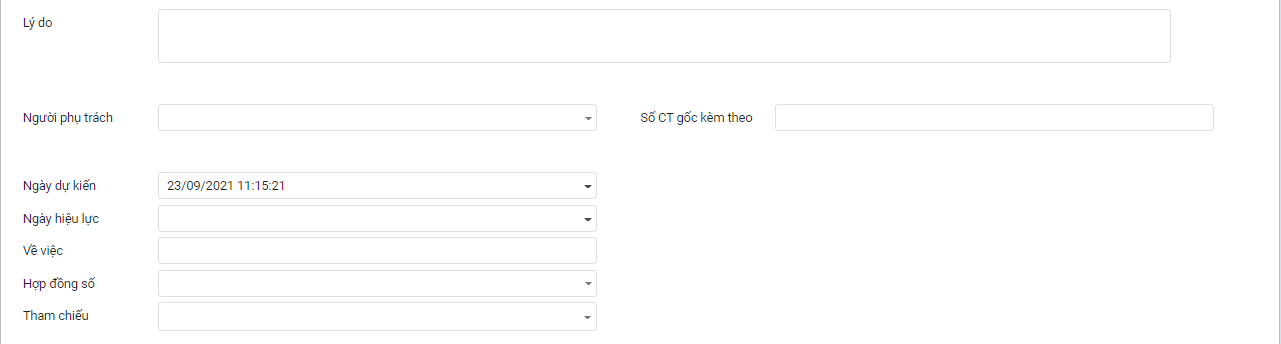 Lý do
Người phụ trách
Số CT gốc kèm theo
Ngày dự kiến
23/09/2021 11:15:21
Ngày hiệu lực
Về việc
Hợp đồng số
Tham chiếu